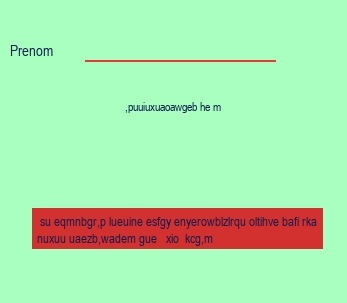 Prenom
,puuiuxuaoawgeb he m
su eqmnbgr,p lueuine esfgy enyerowblzlrqu oltihve bafi rka
nuxuu uaezb,wadem gue xio kcg,m